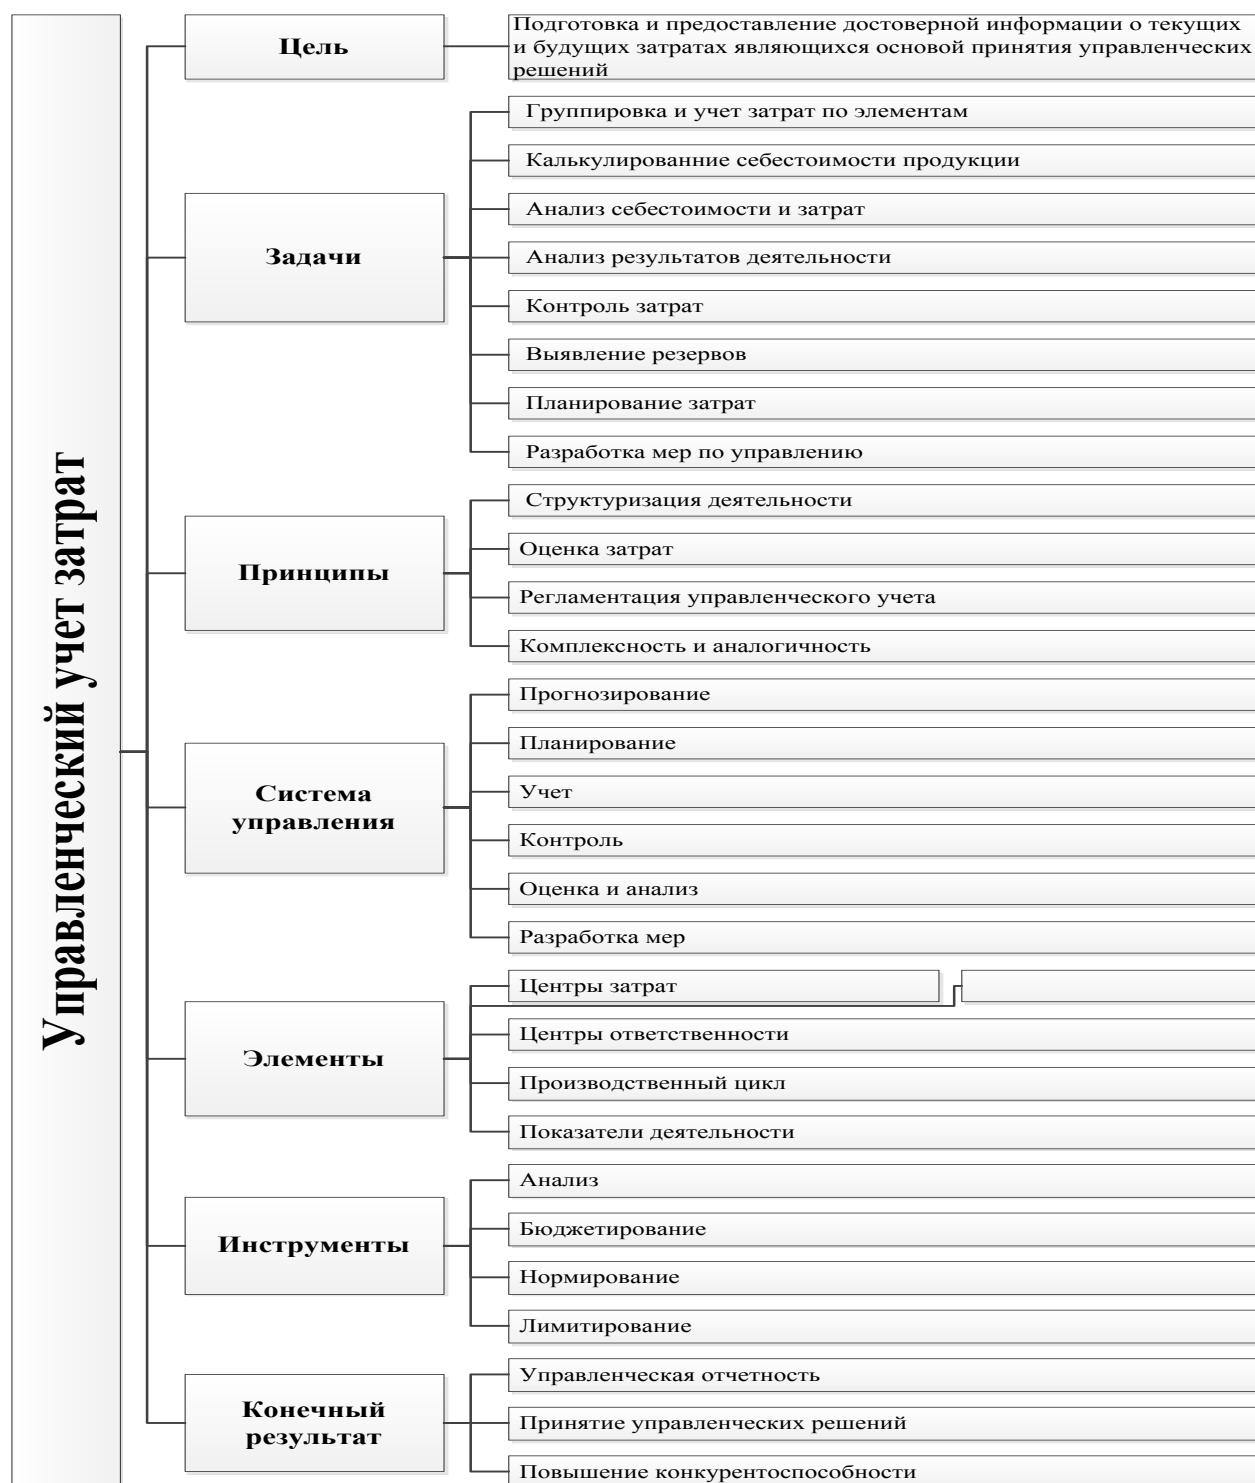 Управленческий учет затрат
Цель
Подготовка и предоставление достоверной информации о текущих
и будущих затратах являющихся основой принятия управленческих
решений
Задачи
Группировка и учет затрат по элементам
Калькулированние себестоимости продукции
Анализ себестоимости и затрат
Анализ результатов деятельности
Контроль затрат
Выявление резервов
Планирование затрат
Разработка мер по управлению
Принципы
Структуризация деятельности
Оценка затрат
Регламентация управленческого учета
Комплексность и аналогичность
Система
управления
Прогнозирование
Планирование
Учет
Контроль
Оценка и анализ
Разработка мер
Элементы
Центры затрат
Центры ответственности
Производственный цикл
Показатели деятельности
Инструменты
Анализ
Бюджетирование
Нормирование
Лимитирование
Конечный
результат
Управленческая отчетность
Принятие управленческих решений
Повышение конкурентоспособности